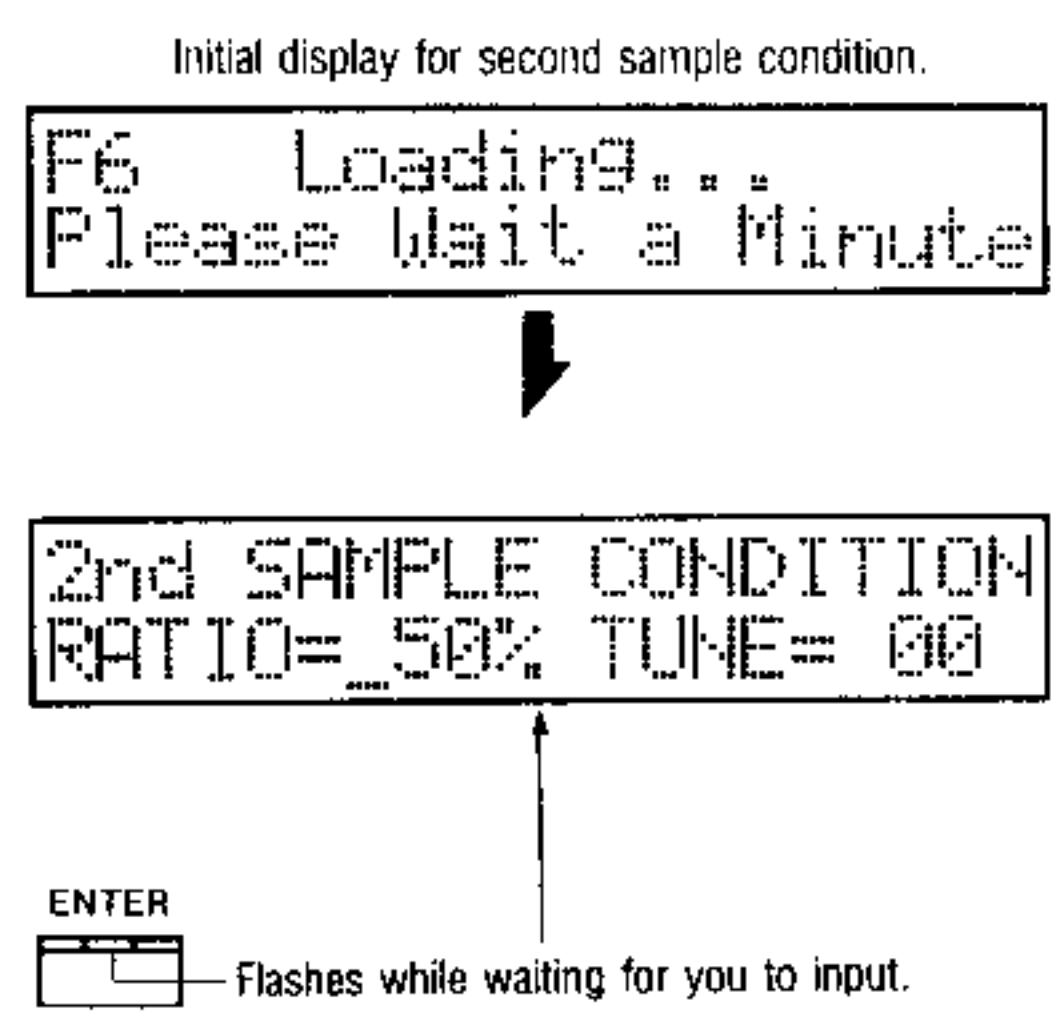 Initial display for second sample condition.
F6 Loading...
Please Wait a Minute
2nd SAMPLE CONDITION
RATIO=_50% TUNE= 00
ENTER
Flashes while waiting for you to input.